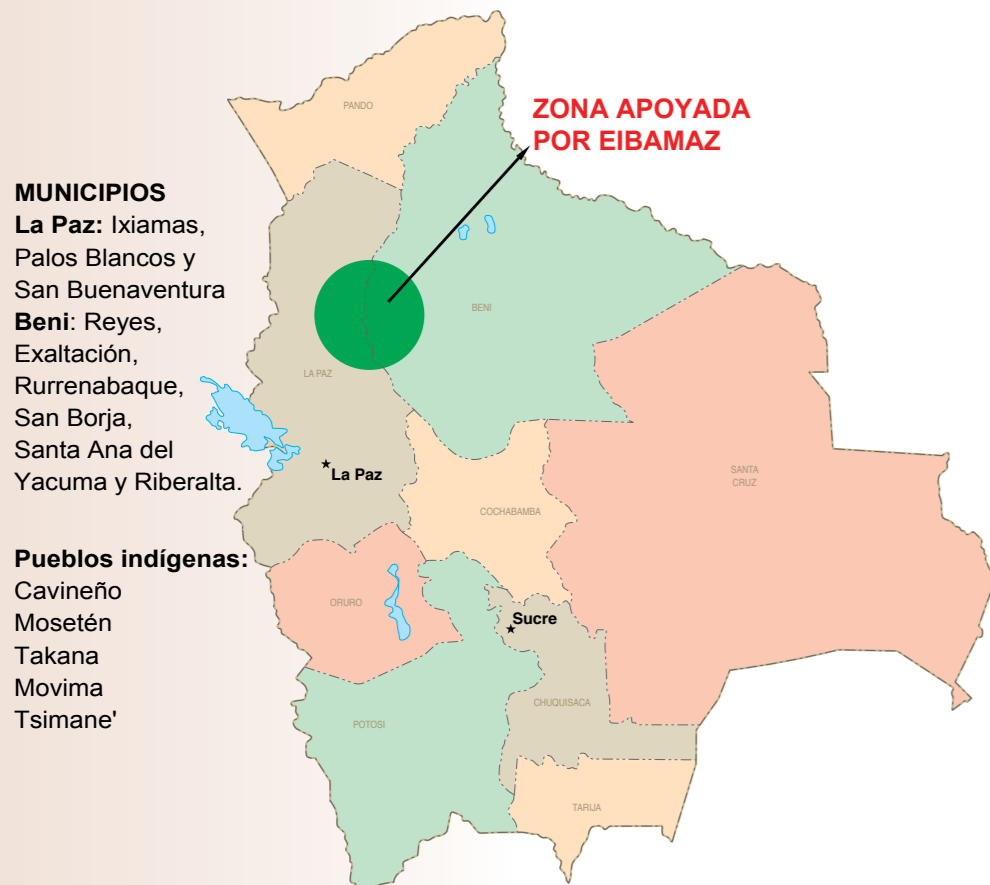 ZONA APOYADA
POR EIBAMAZ
MUNICIPIOS
La Paz: Ixiamas,
Palos Blancos y
San Buenaventura
Beni: Reyes,
Exaltación,
Rurrenabaque,
San Borja,
Santa Ana del
Yacuma y Riberalta.
Pueblos indígenas:
Cavineño
Mosetén
Takana
Movima
Tsimane'
PANDO
BENI
LA PAZ
La Paz
SANTA
CRUZ
COCHABAMBA
ORURO
Sucre
CHUQUISACA
POTOSI
TARIJA